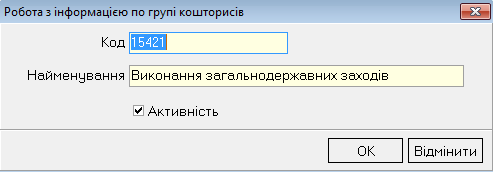 Робота з інформацією по групі кошторисів
Код 15421
Найменування Виконання загальнодержавних заходів
Активність
OK Відмінити